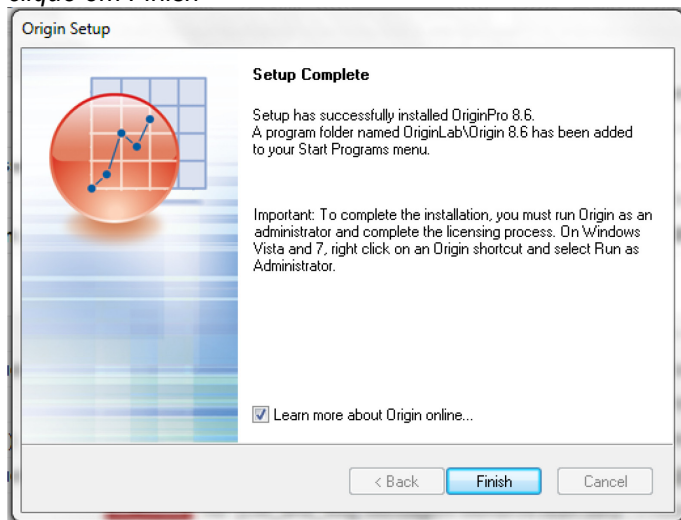 clique em Finish
Origin Setup
Setup Complete
Setup has successfully installed OriginPro 8.6.
A program folder named OriginLab\Origin 8.6 has been added
to your Start Programs menu.
Important: To complete the installation, you must run Origin as an
administrator and complete the licensing process. On Windows
Vista and 7, right click on an Origin shortcut and select Run as
Administrator.
Learn more about Origin online...
< Back
Finish
Cancel